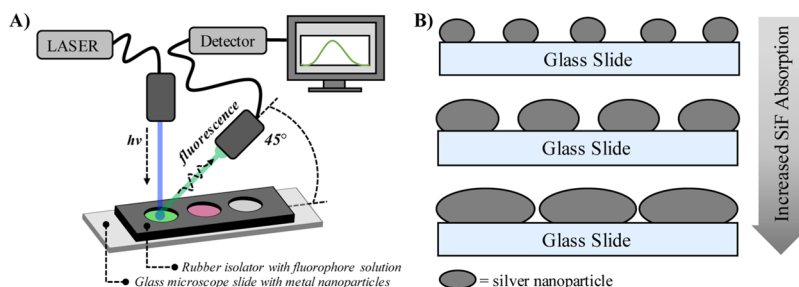 A)
LASER
Detector
hv
fluorescence
45°
Rubber isolator with fluorophore solution
Glass microscope slide with metal nanoparticles
B)
Glass Slide
Glass Slide
Glass Slide
= silver nanoparticle
Increased SiF Absorption